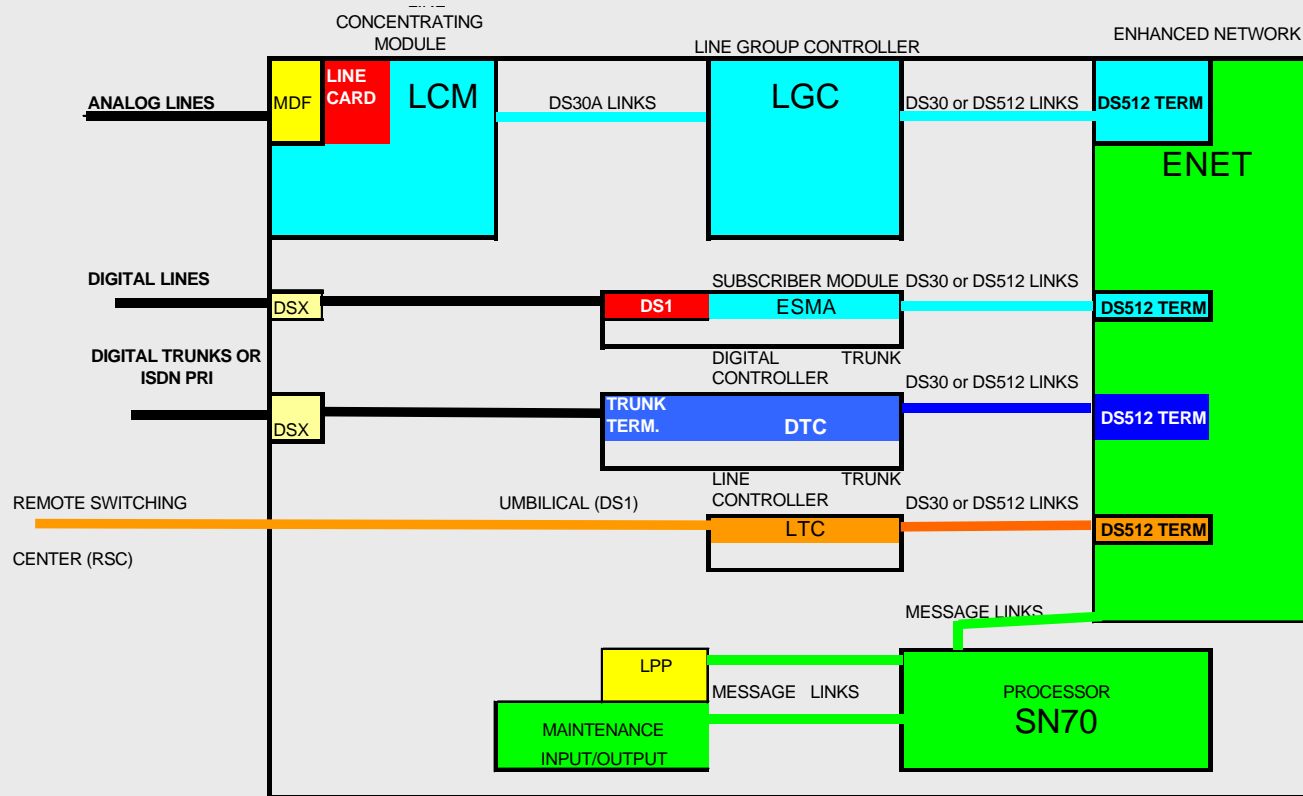 CONCENTRATING
MODULE
LINE GROUP CONTROLLER
ENHANCED NETWORK
ANALOG LINES
MDF
LINE
CARD
LCM
DS30A LINKS
LGC
DS30 or DS512 LINKS
DS512 TERM
ENET
DIGITAL LINES
DSX
SUBSCRIBER MODULE
DS30 or DS512 LINKS
DS1
ESMA
DS512 TERM
DIGITAL TRUNKS OR
ISDN PRI
DSX
DIGITAL TRUNK
CONTROLLER
DS30 or DS512 LINKS
TRUNK
TERM.
DTC
DS512 TERM
REMOTE SWITCHING
CENTER (RSC)
UMBILICAL (DS1)
LINE TRUNK
CONTROLLER
DS30 or DS512 LINKS
LTC
DS512 TERM
MESSAGE LINKS
LPP
MESSAGE LINKS
MAINTENANCE
INPUT/OUTPUT
PROCESSOR
SN70